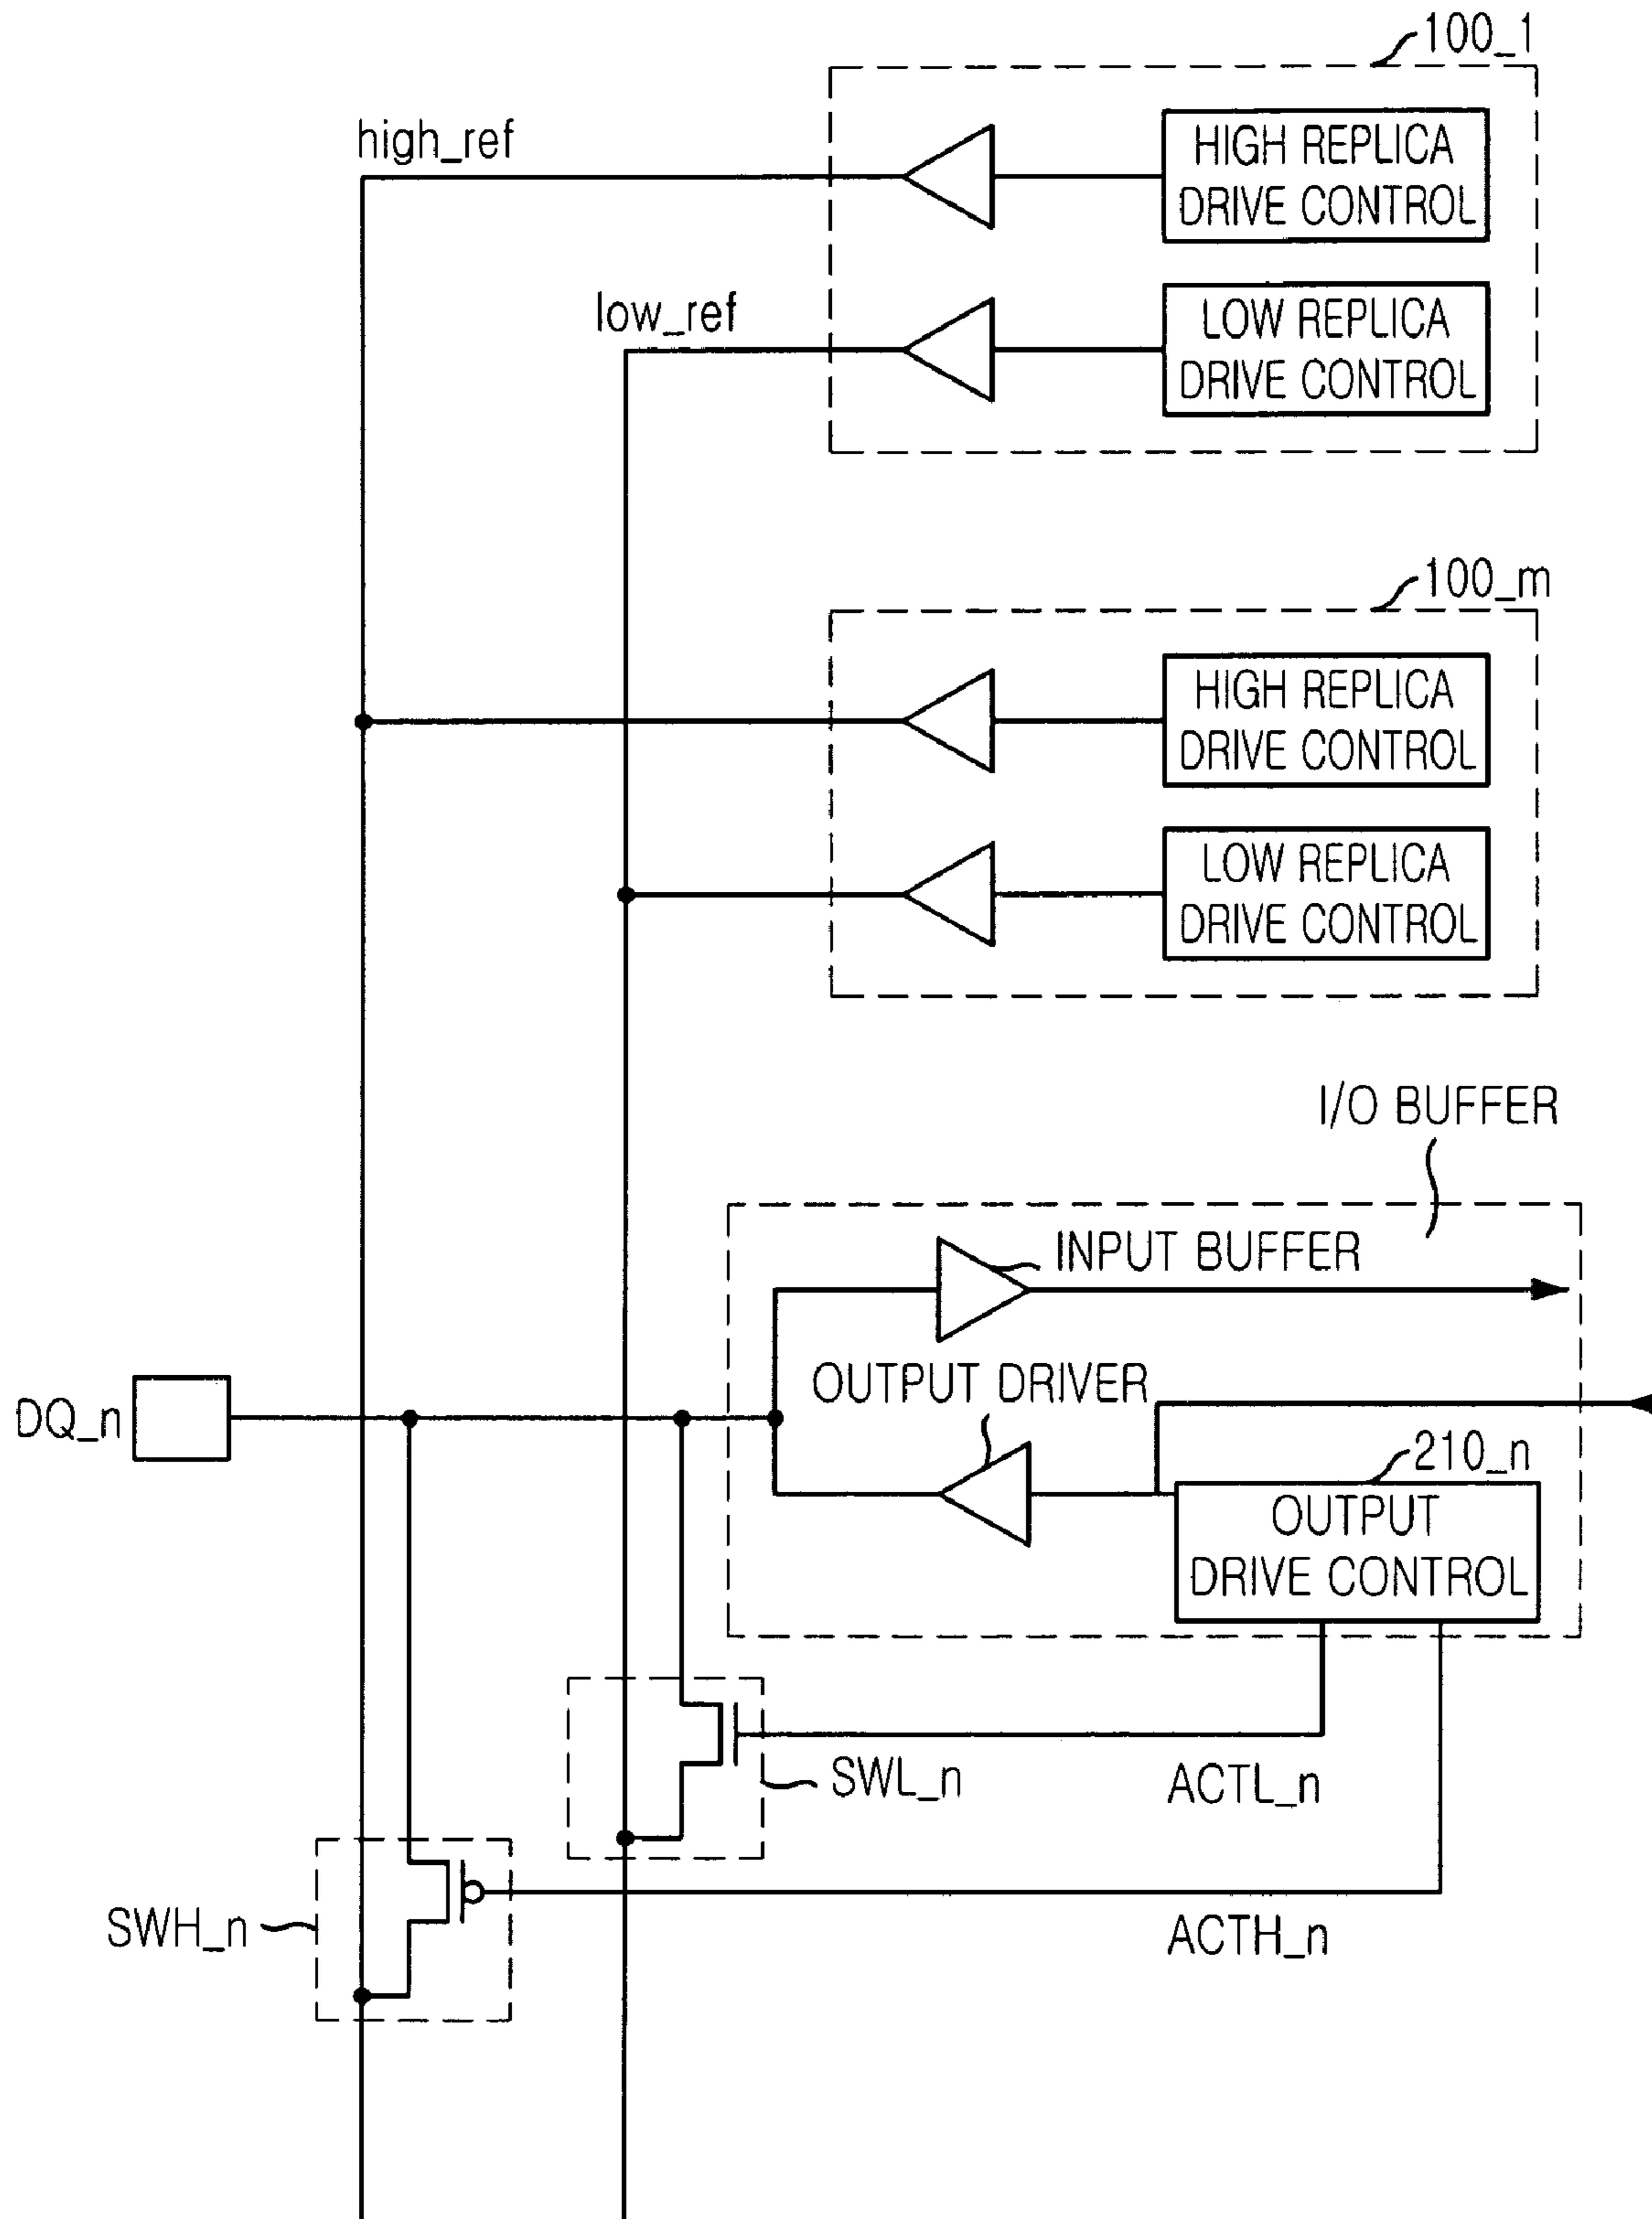 100_1
high_ref
HIGH REPLICA
DRIVE CONTROL
low_ref
LOW REPLICA
DRIVE CONTROL
100_m
HIGH REPLICA
DRIVE CONTROL
LOW REPLICA
DRIVE CONTROL
I/O BUFFER
INPUT BUFFER
OUTPUT DRIVER
DQ_n
210_n
OUTPUT
DRIVE CONTROL
SWL_n
ACTL_n
SWH_n
ACTH_n